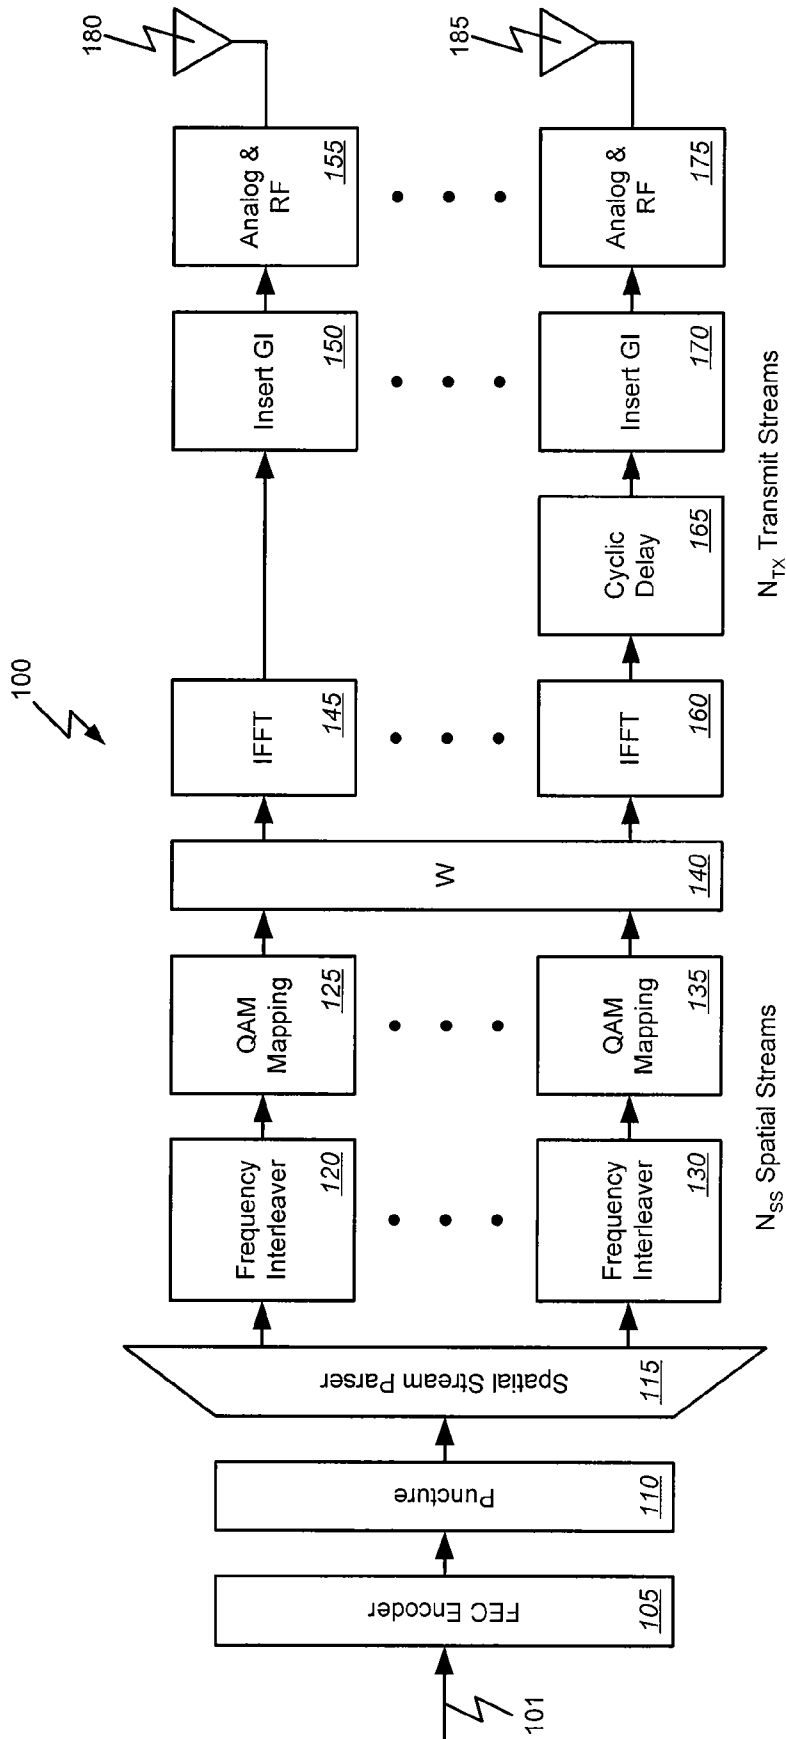 100
101
FEC Encoder
105
Puncture
110
Spatial Stream Parser
115
Frequency
Interleaver
120
QAM
Mapping
125
Frequency
Interleaver
130
QAM
Mapping
135
W
140
IFFT
145
Insert GI
150
Analog &
RF
155
180
IFFT
160
Cyclic
Delay
165
Insert GI
170
Analog &
RF
175
185
NSS Spatial Streams
NTX Transmit Streams